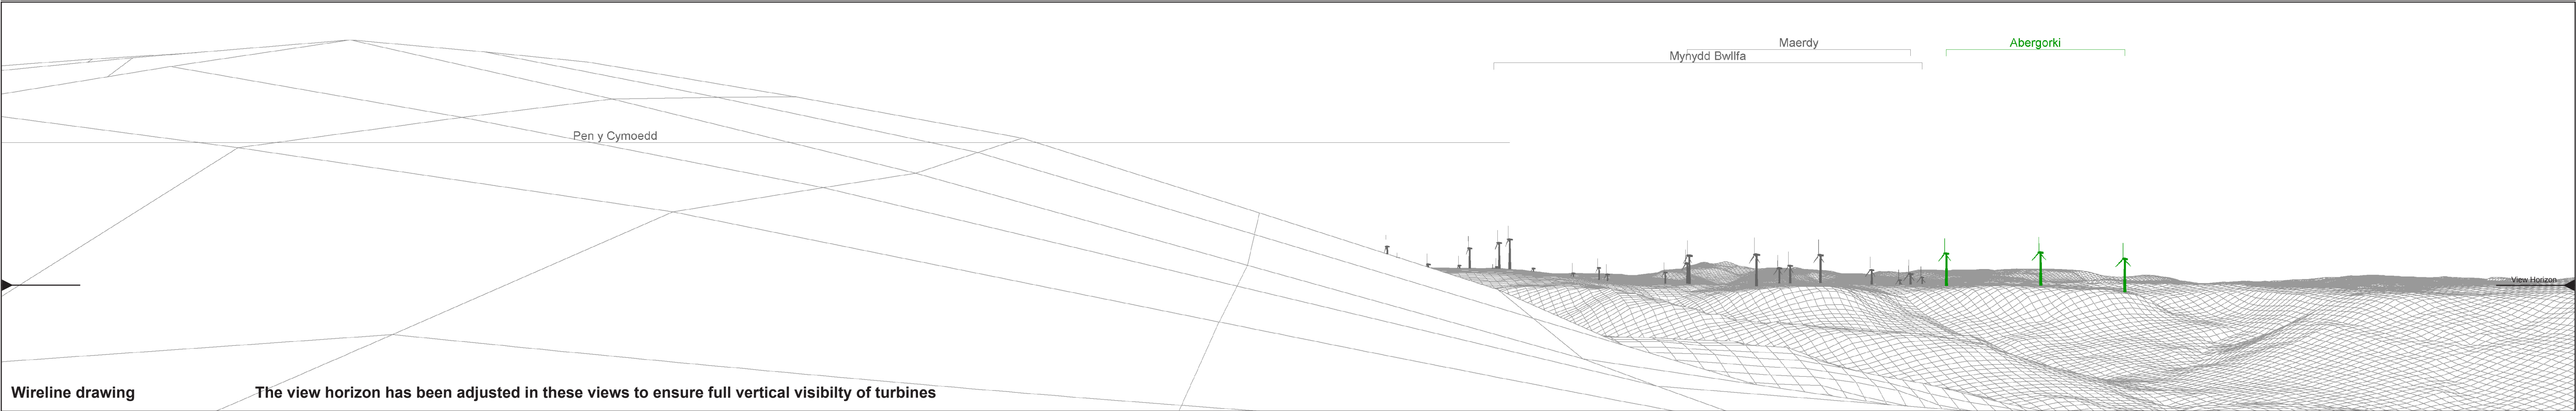 Maerdy
Abergorki
Mynydd Bwllfa
Pen y Cymoedd
View Horizon
Wireline drawing
The view horizon has been adjusted in these views to ensure full vertical visibilty of turbines